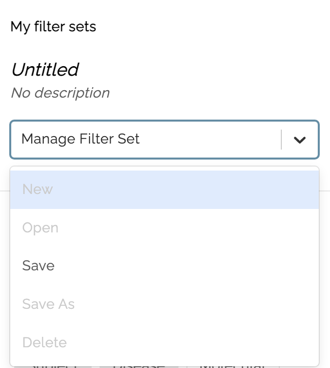 My filter sets
Untitled
No description
Manage Filter Set
New
Open
Save
Save As
Delete